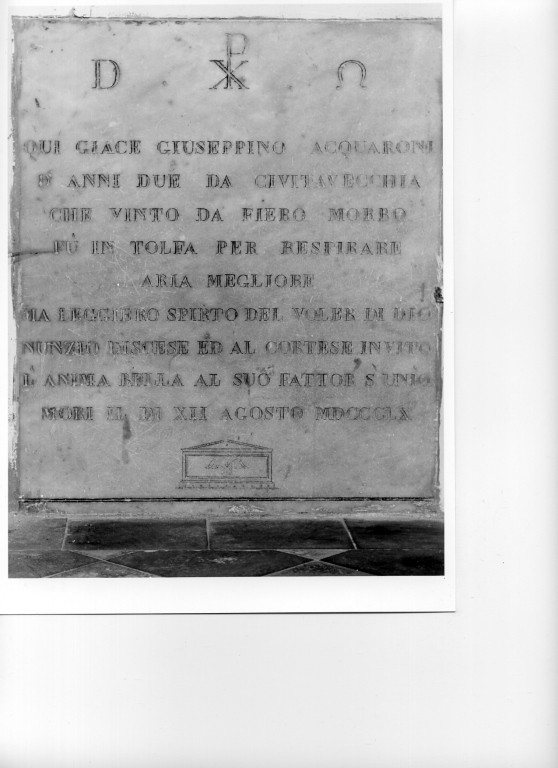 D ☧ Ω
QUI GIACE GIUSEPPINO ACQUARONI
D' ANNI DUE DA CIVITAVECCHIA
CHE VINTO DA FIERO MORBO
FÙ IN TOLFA PER RESPIRARE
ARIA MEGLIORE
MA LEGGIERO SPIRTO DEL VOLER DI DIO
NUNZIO DISCESE ED AL CORTESE INVITO
L' ANIMA BELLA AL SUO FATTOR S' UNIO
MORI IL DI XII AGOSTO MDCCCLX